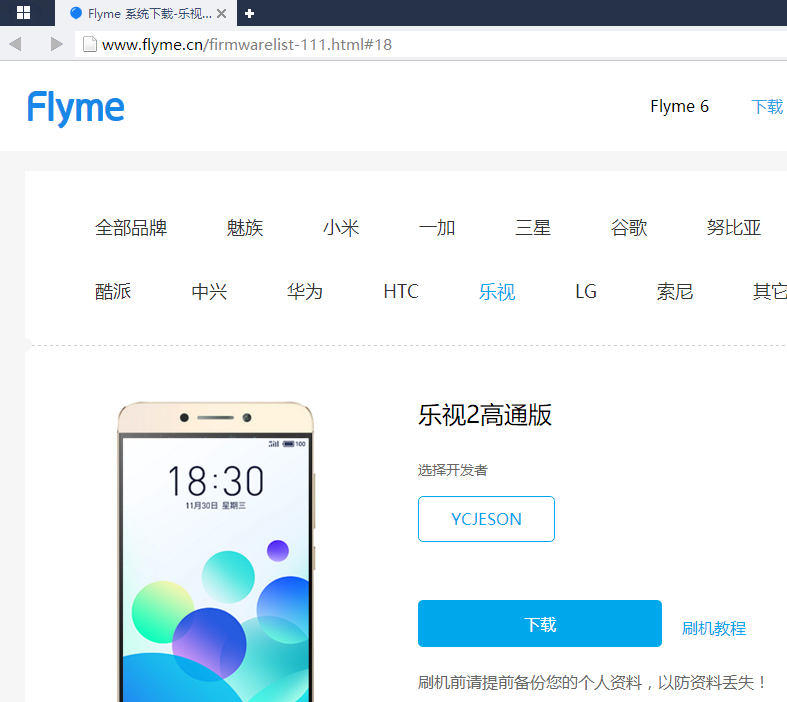 Flyme 系统下载-乐视...
www.flyme.cn/firmwarelist-111.html#18
Flyme
Flyme 6
下载
全部品牌 魅族 小米 一加 三星 谷歌 努比亚
酷派 中兴 华为 HTC 乐视 LG 索尼 其它
乐视2高通版
选择开发者
YCJESON
100
18:30
11月30日 星期三
下载
刷机教程
刷机前请提前备份您的个人资料，以防资料丢失！